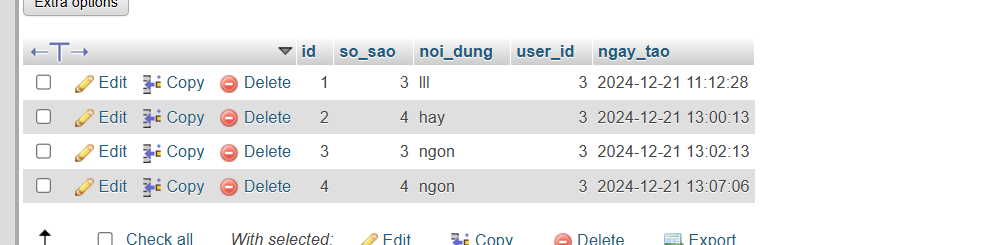 Extra options
←T→ id so_sao noi_dung user_id ngay_tao
Edit Copy Delete 1 3 lll 3 2024-12-21 11:12:28
Edit Copy Delete 2 4 hay 3 2024-12-21 13:00:13
Edit Copy Delete 3 3 ngon 3 2024-12-21 13:02:13
Edit Copy Delete 4 4 ngon 3 2024-12-21 13:07:06
Check all With selected: Edit Copy Delete Export